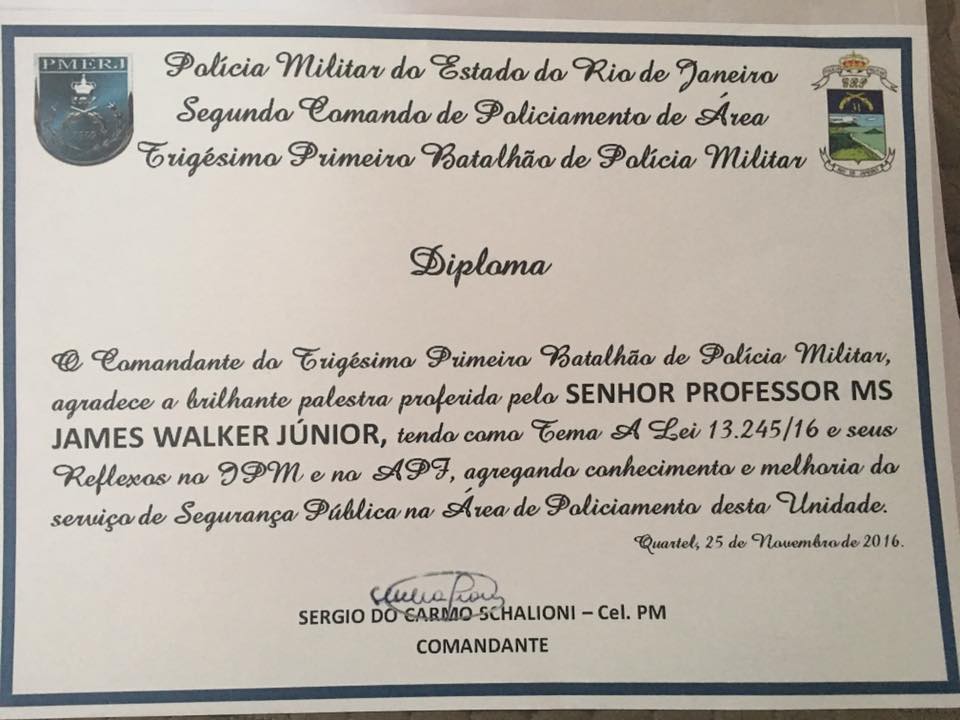 PMERJ
Polícia Militar do Estado do Rio de Janeiro
Segundo Comando de Policiamento de Área
Trigésimo Primeiro Batalhão de Polícia Militar
Diploma
O Comandante do Trigésimo Primeiro Batalhão de Polícia Militar,
agradece a brilhante palestra proferida pelo SENHOR PROFESSOR MS
JAMES WALKER JÚNIOR, tendo como Tema A Lei 13.245/16 e seus
Reflexos no IPM e no APF, agregando conhecimento e melhoria do
serviço de Segurança Pública na Área de Policiamento desta Unidade.
Quartel, 25 de Novembro de 2016.
SERGIO DO CARMO SCHALIONI – Cel. PM
COMANDANTE